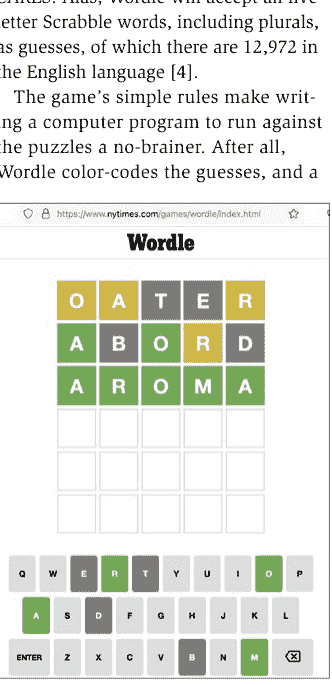 letter Scrabble words, including plurals,
as guesses, of which there are 12,972 in
the English language [4].
The game's simple rules make writ-
ing a computer program to run against
the puzzles a no-brainer. After all,
Wordle color-codes the guesses, and a
https://www.nytimes.com/games/wordle/index.html
Wordle
O A T E R
A B O R D
A R O M A
Q W E R T Y U I O P
A S D F G H J K L
ENTER Z X C V B N M